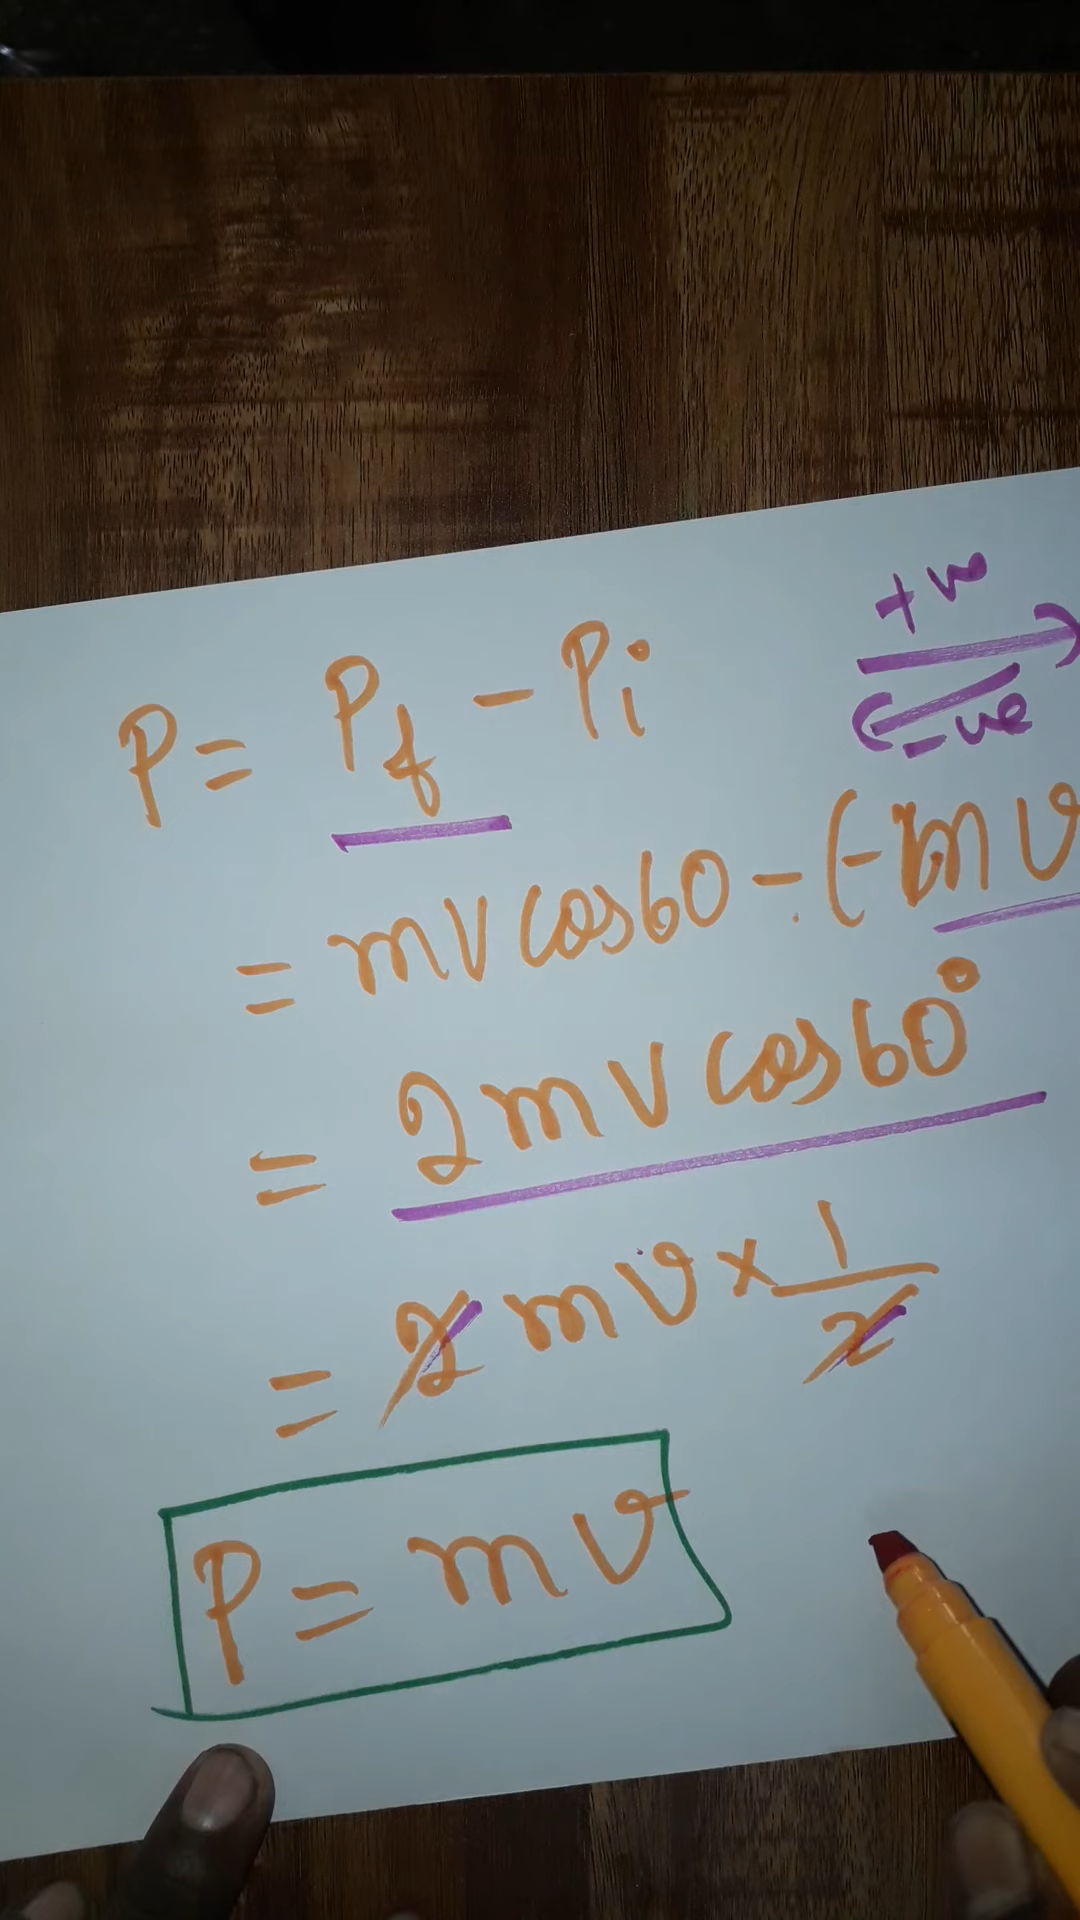 P = Pf - Pi
+ve
-ve
= mv cos60 - (-mv
= 2mv cos60°
= 2mv × 1/2
P = mv